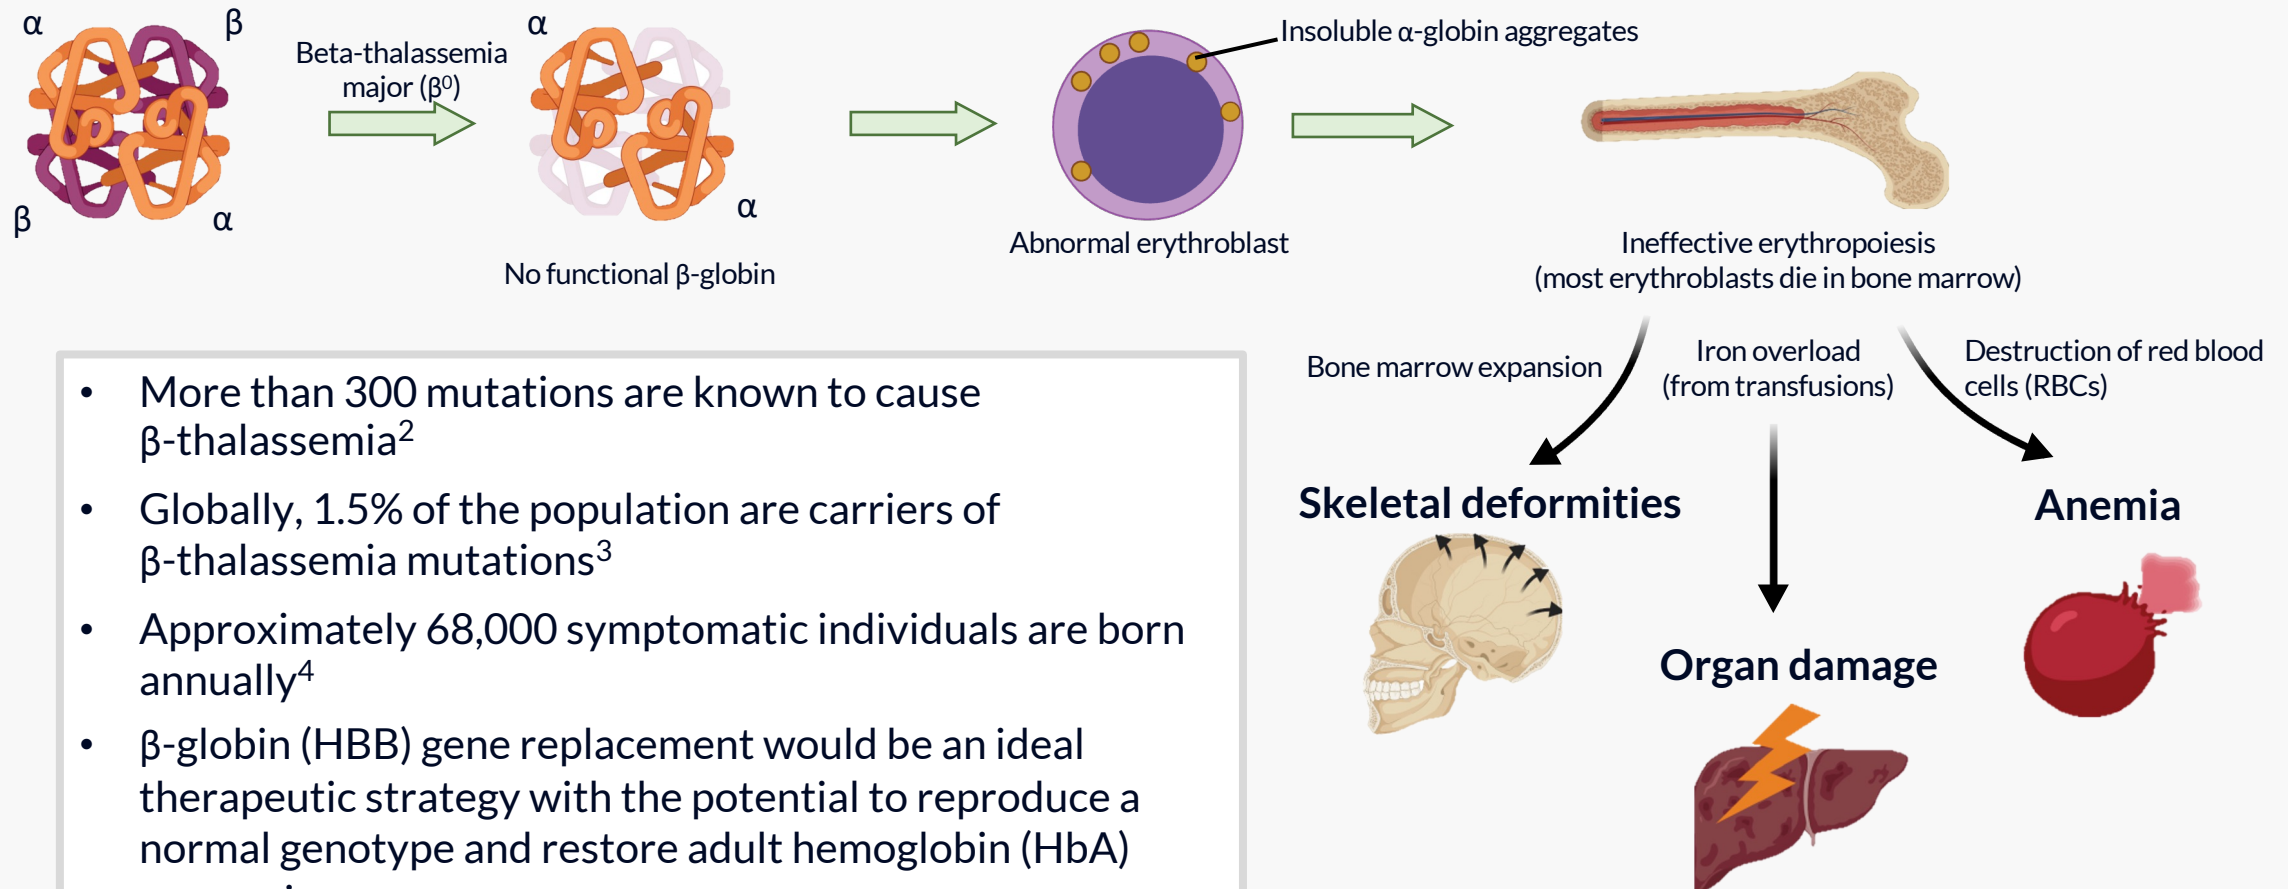 α
β
β
α
Beta-thalassemia
major (β⁰)
α
α
No functional β-globin
Insoluble α-globin aggregates
Abnormal erythroblast
Ineffective erythropoiesis
(most erythroblasts die in bone marrow)
Bone marrow expansion
Iron overload
(from transfusions)
Destruction of red blood
cells (RBCs)
Skeletal deformities
Organ damage
Anemia
• More than 300 mutations are known to cause
β-thalassemia²
• Globally, 1.5% of the population are carriers of
β-thalassemia mutations³
• Approximately 68,000 symptomatic individuals are born
annually⁴
• β-globin (HBB) gene replacement would be an ideal
therapeutic strategy with the potential to reproduce a
normal genotype and restore adult hemoglobin (HbA)